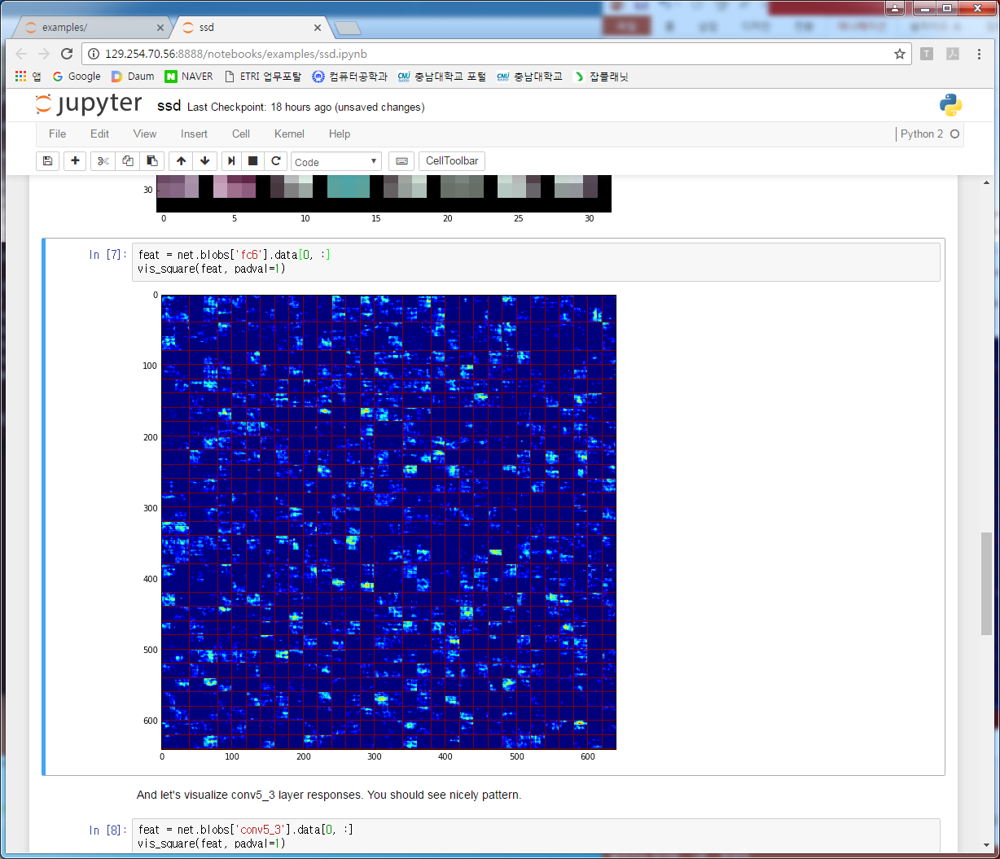 examples/
ssd
129.254.70.56:8888/notebooks/examples/ssd.ipynb
앱 Google Daum NAVER ETRI 업무포탈 컴퓨터공학과 충남대학교 포털 충남대학교 잡플래닛
jupyter ssd Last Checkpoint: 18 hours ago (unsaved changes)
File Edit View Insert Cell Kernel Help Python 2
Code CellToolbar
30
0 5 10 15 20 25 30
In [7]: feat = net.blobs['fc6'].data[0, :]
vis_square(feat, padval=1)
0
100
200
300
400
500
600
0 100 200 300 400 500 600
And let's visualize conv5_3 layer responses. You should see nicely pattern.
In [8]: feat = net.blobs['conv5_3'].data[0, :]
vis_square(feat, padval=1)